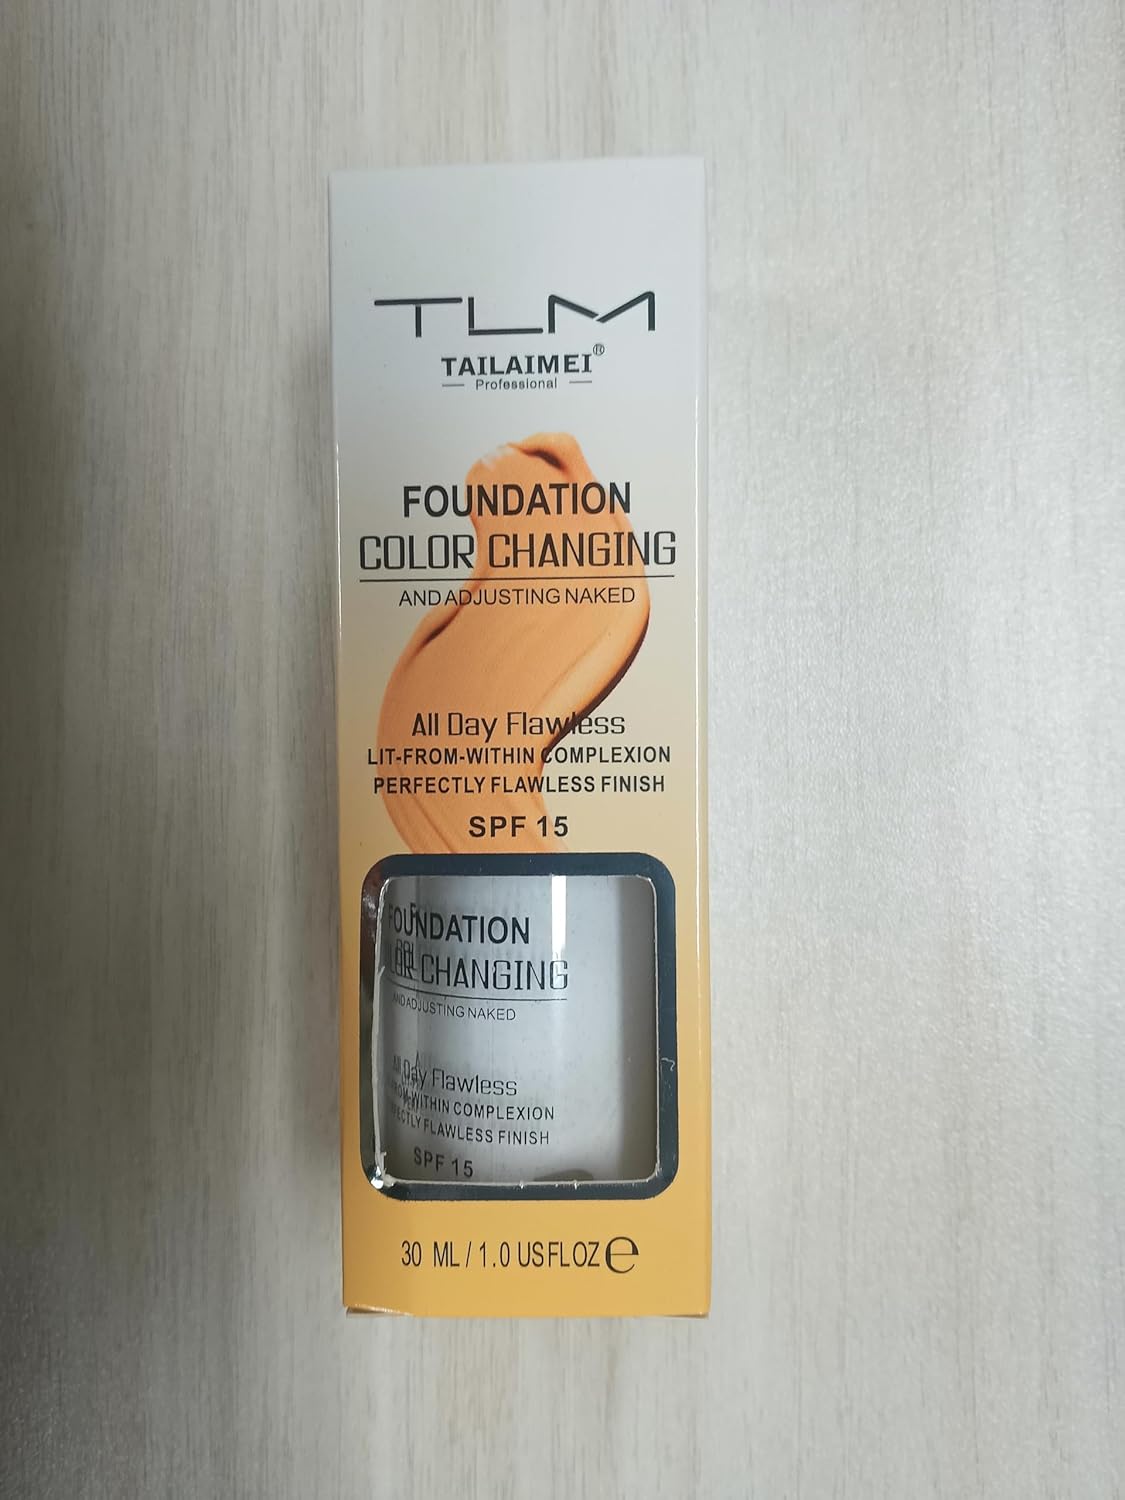 TLM
TAILAIMEI®
Professional
FOUNDATION
COLOR CHANGING
AND ADJUSTING NAKED
All Day Flawless
LIT-FROM-WITHIN COMPLEXION
PERFECTLY FLAWLESS FINISH
SPF 15
FOUNDATION
CHANGING
AND ADJUSTING NAKED
All Day Flawless
WITHIN COMPLEXION
FLAWLESS FINISH
SPF 15
30 ML / 1.0 US FLOZ e